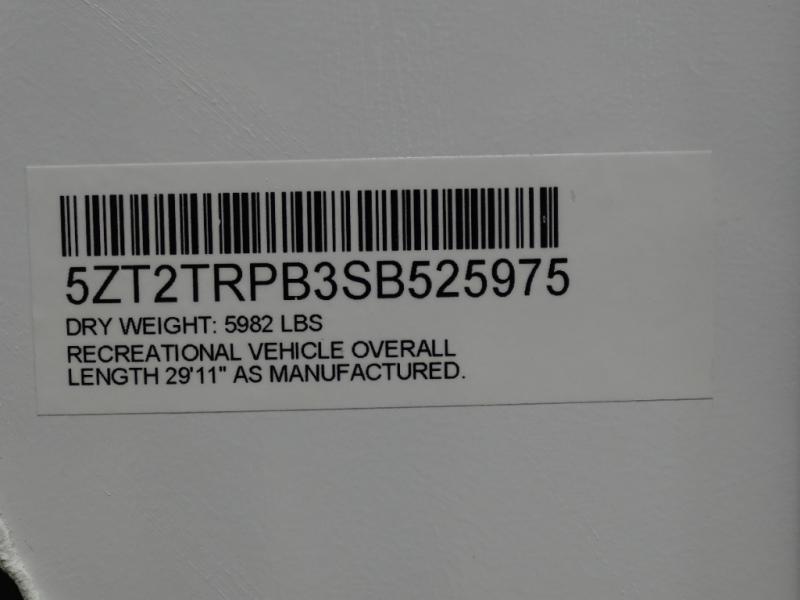 5ZT2TRPB3SB525975
DRY WEIGHT: 5982 LBS
RECREATIONAL VEHICLE OVERALL
LENGTH 29'11" AS MANUFACTURED.